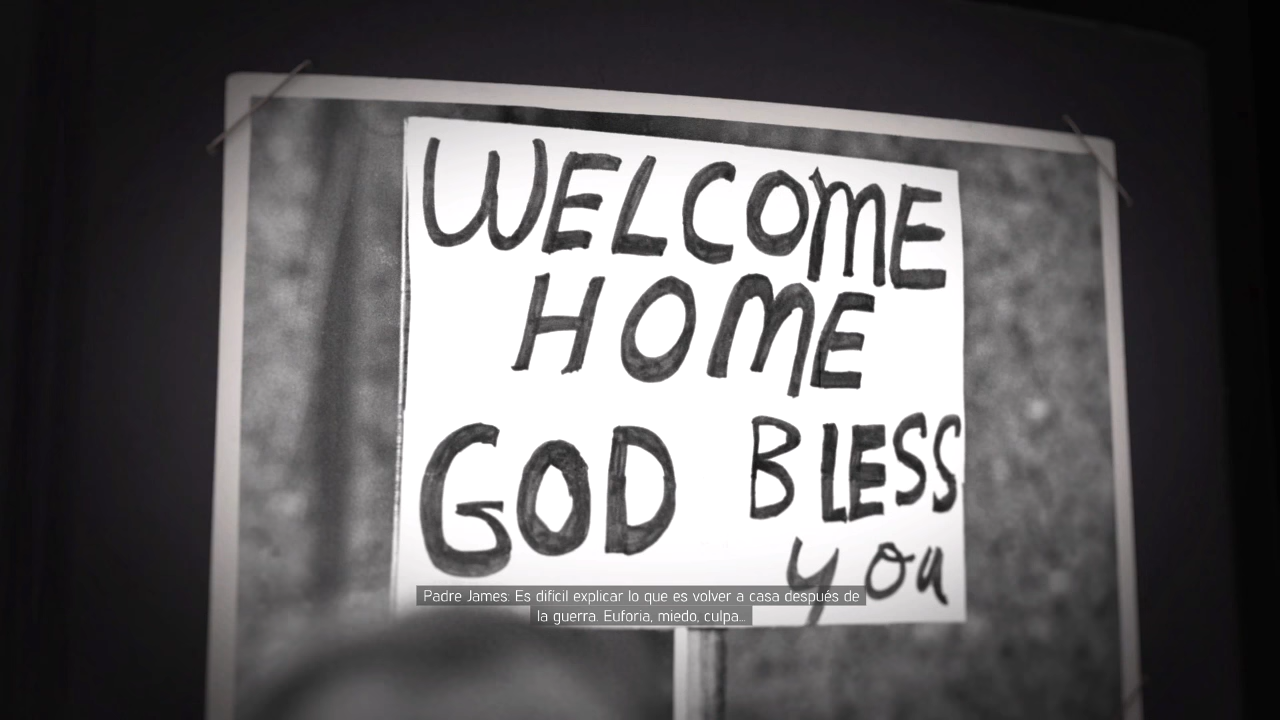 WELCOME
HOME
GOD BLESS
you
Padre James: Es difícil explicar lo que es volver a casa después de
la guerra. Euforia, miedo, culpa...